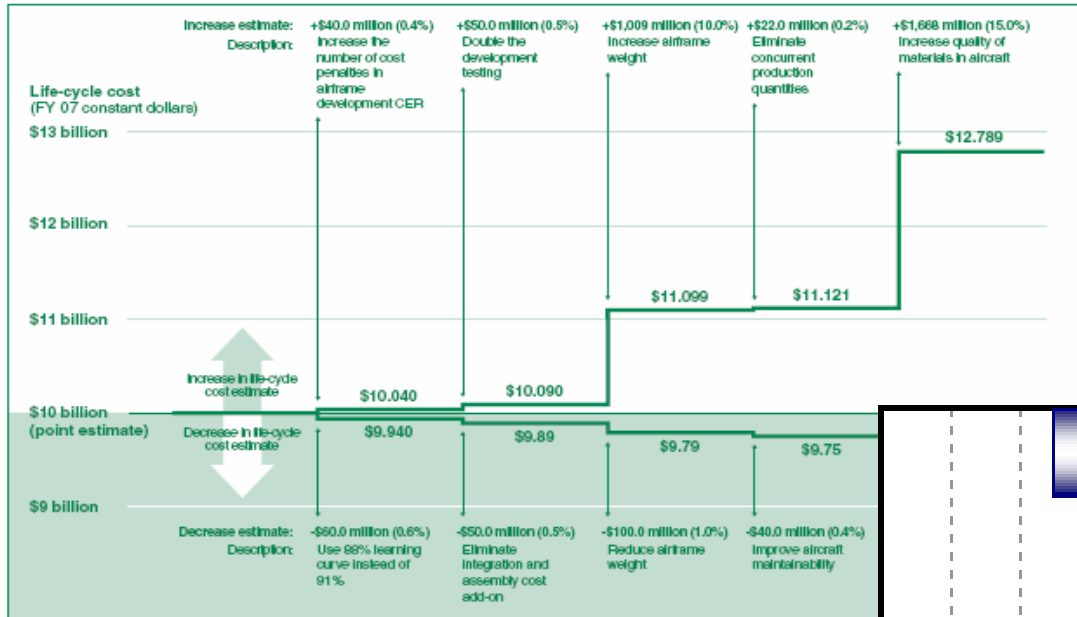 Increase estimate:
Description:
+$40.0 million (0.4%)
Increase the
number of cost
penalties in
airframe
development CER
+$50.0 million (0.5%)
Double the
development
testing
+$1,009 million (10.0%)
Increase airframe
weight
+$22.0 million (0.2%)
Eliminate
concurrent
production
quantities
+$1,668 million (15.0%)
Increase quality of
materials in aircraft
Life-cycle cost
(FY 07 constant dollars)
$13 billion
$12.789
$12 billion
$11.099
$11.121
$11 billion
Increase in life-cycle
cost estimate
$10.040
$10.090
$10 billion
(point estimate)
Decrease in life-cycle
cost estimate
$9.940
$9.89
$9.79
$9.75
$9 billion
Decrease estimate:
Description:
-$60.0 million (0.6%)
Use 88% learning
curve instead of
91%
-$50.0 million (0.5%)
Eliminate
integration and
assembly cost
add-on
-$100.0 million (1.0%)
Reduce airframe
weight
-$40.0 million (0.4%)
Improve aircraft
maintainability